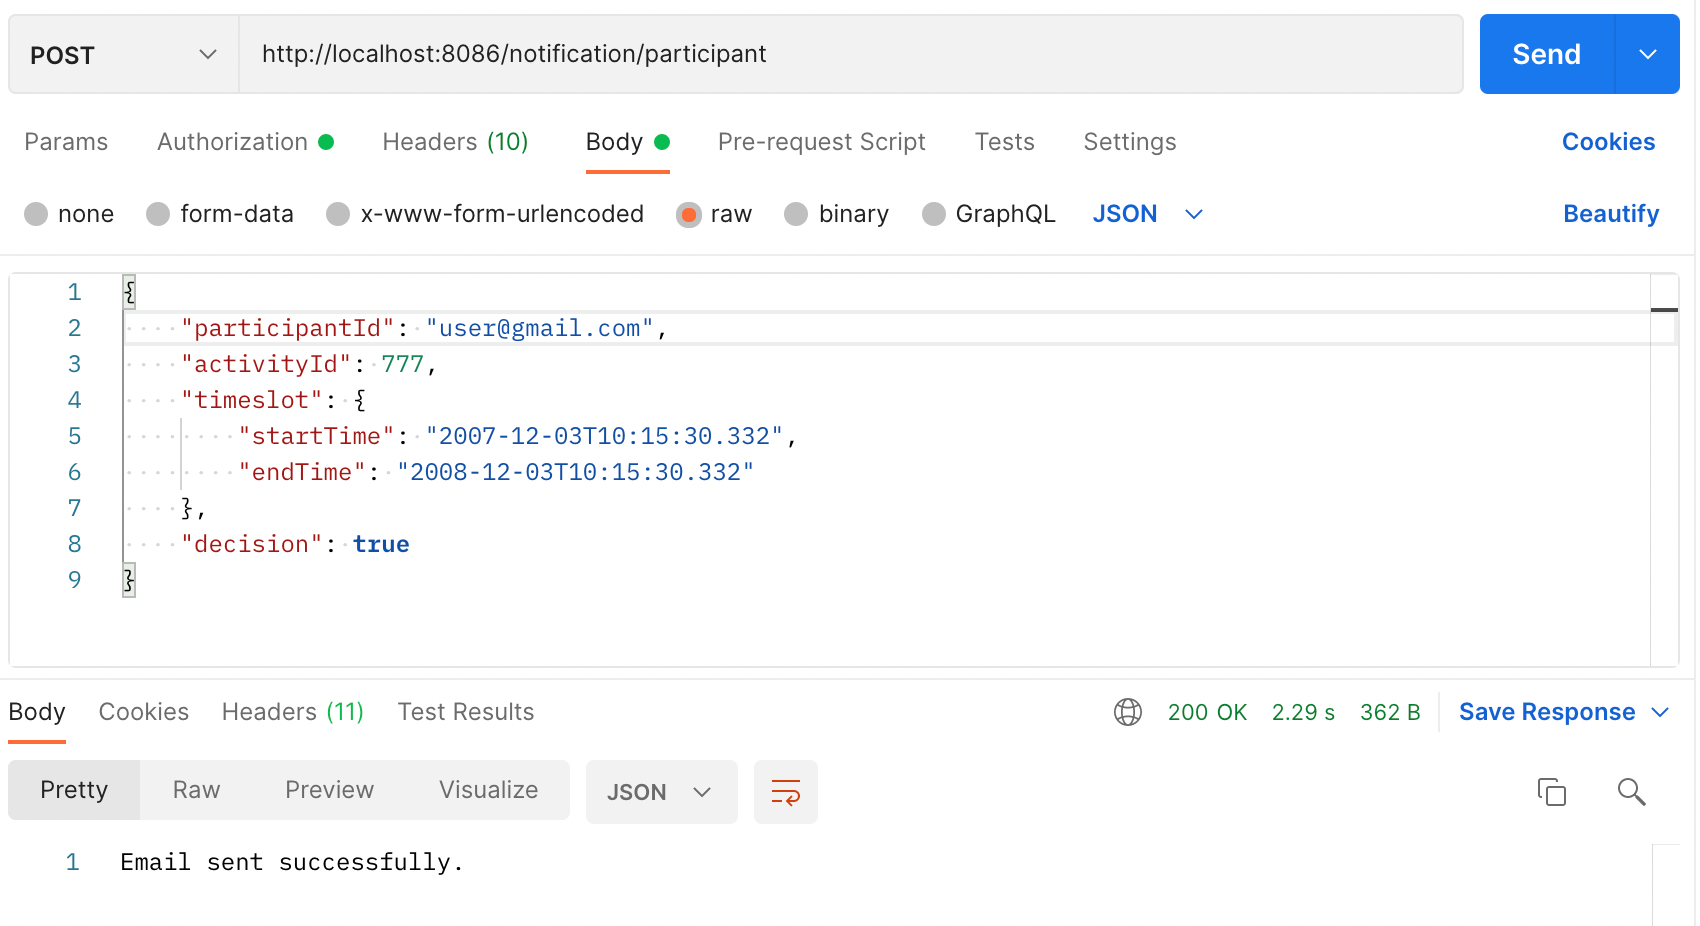 POST http://localhost:8086/notification/participant Send
Params Authorization Headers (10) Body Pre-request Script Tests Settings Cookies
none form-data x-www-form-urlencoded raw binary GraphQL JSON Beautify
1 {
2 "participantId": "user@gmail.com",
3 "activityId": 777,
4 "timeslot": {
5 "startTime": "2007-12-03T10:15:30.332",
6 "endTime": "2008-12-03T10:15:30.332"
7 },
8 "decision": true
9 }
Body Cookies Headers (11) Test Results 200 OK 2.29 s 362 B Save Response
Pretty Raw Preview Visualize JSON
1 Email sent successfully.